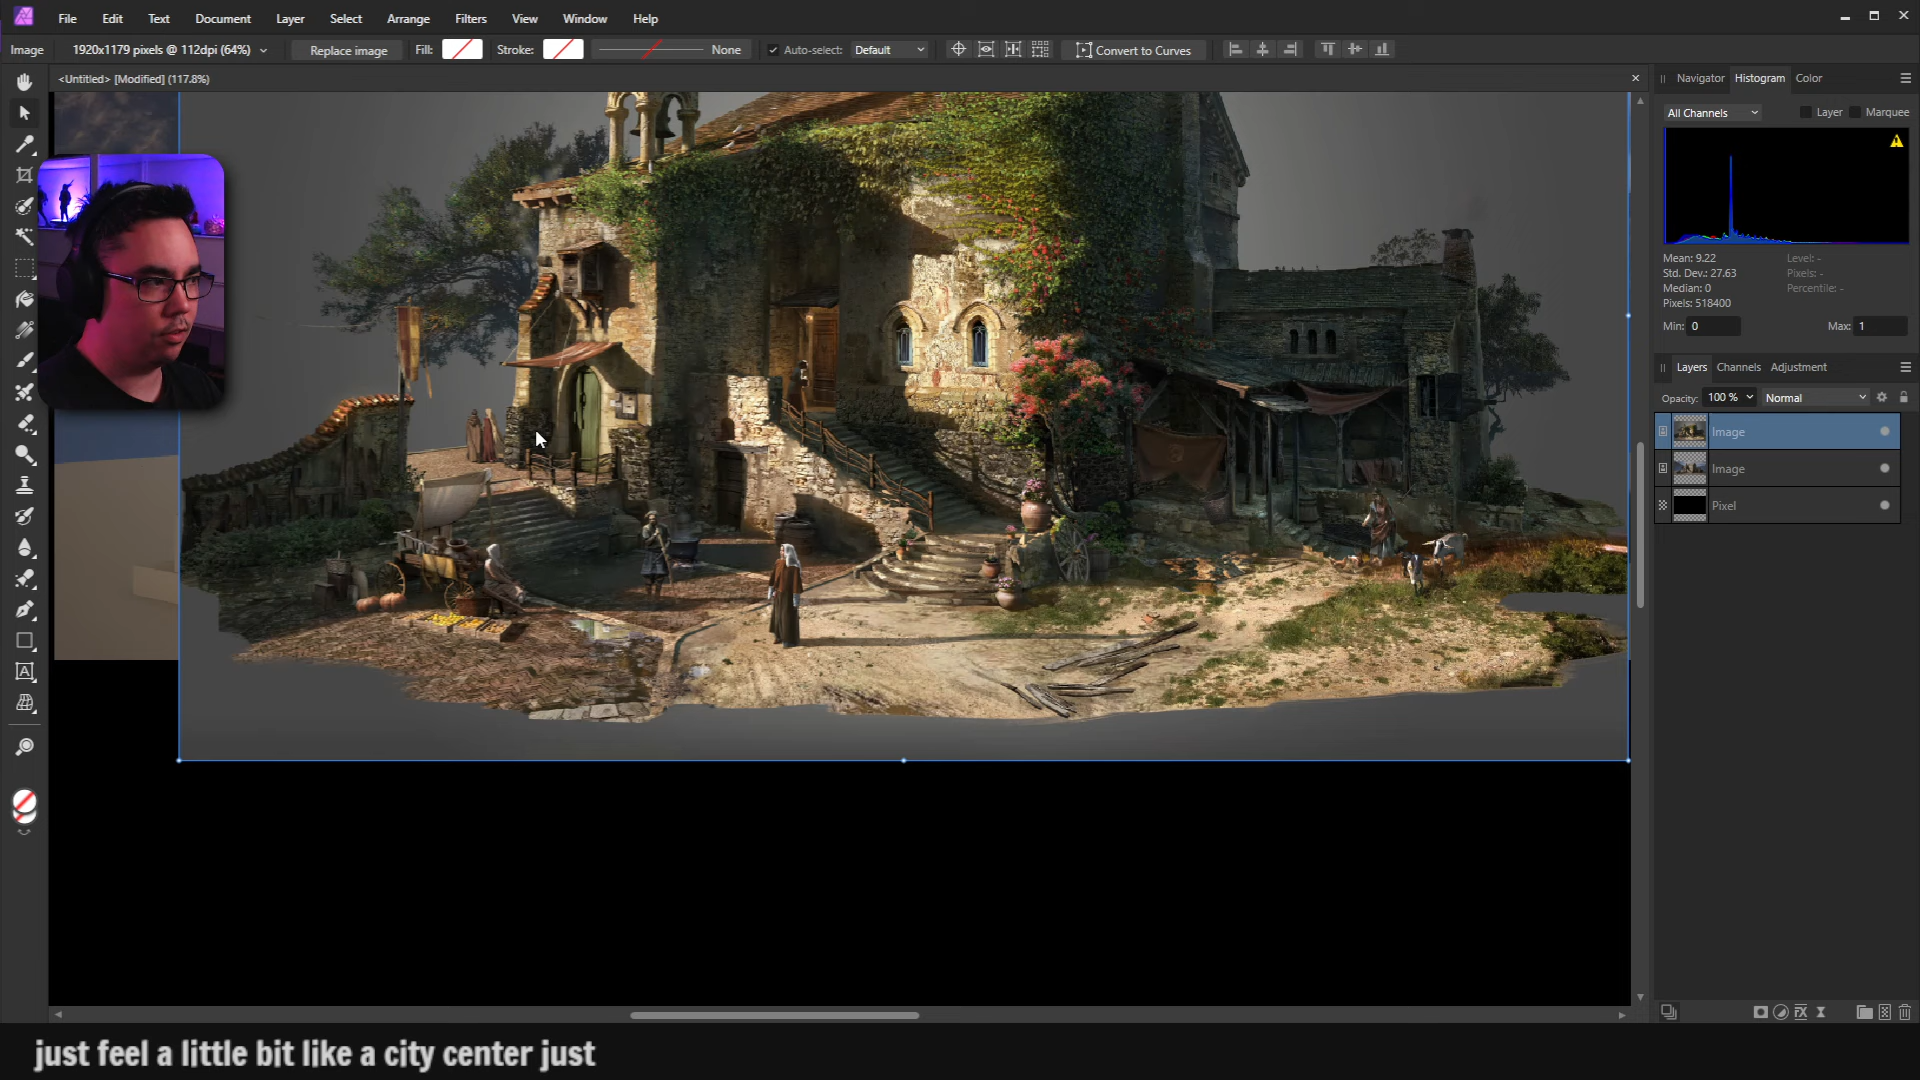 File Edit Text Document Layer Select Arrange Filters View Window Help
Image 1920x1179 pixels @ 112dpi (64%) Replace image Fill: Stroke: None Auto-select: Default Convert to Curves
<Untitled> [Modified] (117.8%)
Navigator Histogram Color
All Channels Layer Marquee
Mean: 9.22 Level: -
Std. Dev.: 27.63 Pixels: -
Median: 0 Percentile: -
Pixels: 518400
Min: 0 Max: 1
Layers Channels Adjustment
Opacity: 100 % Normal
Image
Image
Pixel
just feel a little bit like a city center just